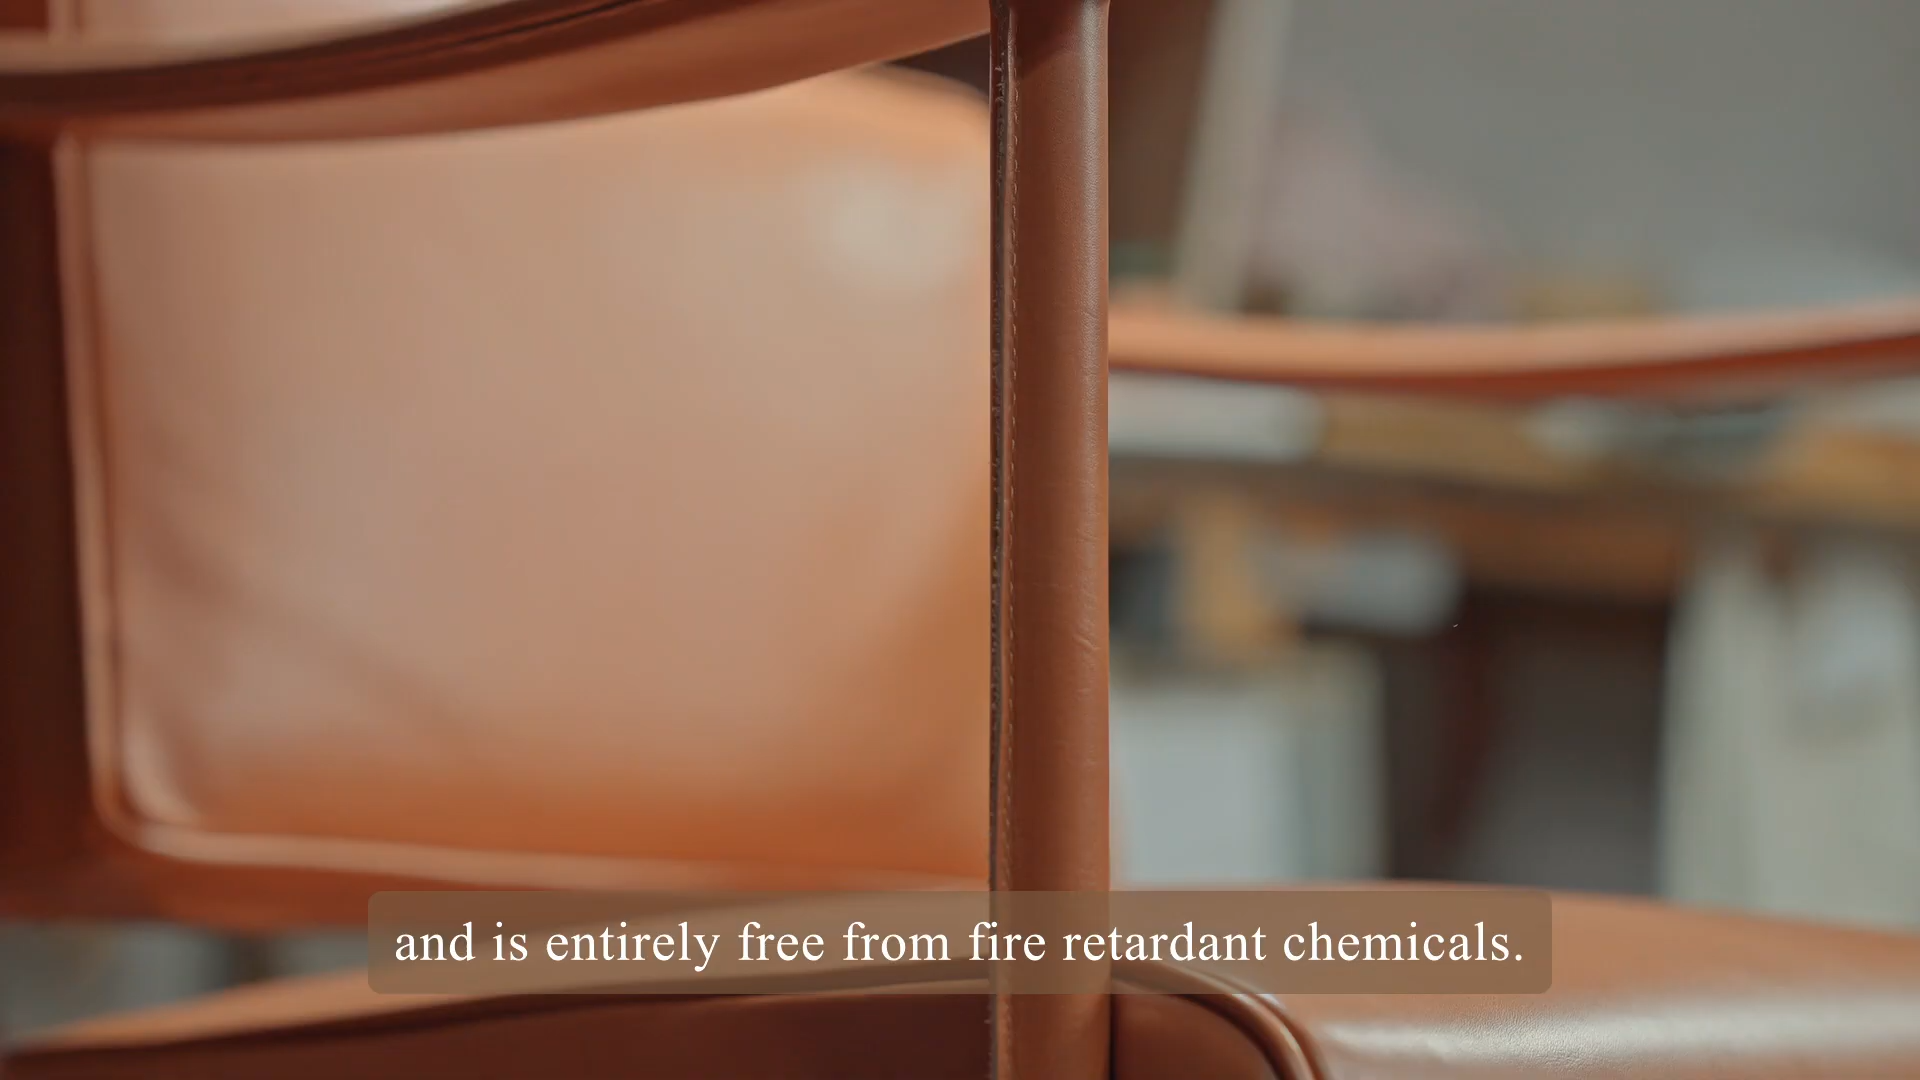 and is entirely free from fire retardant chemicals.